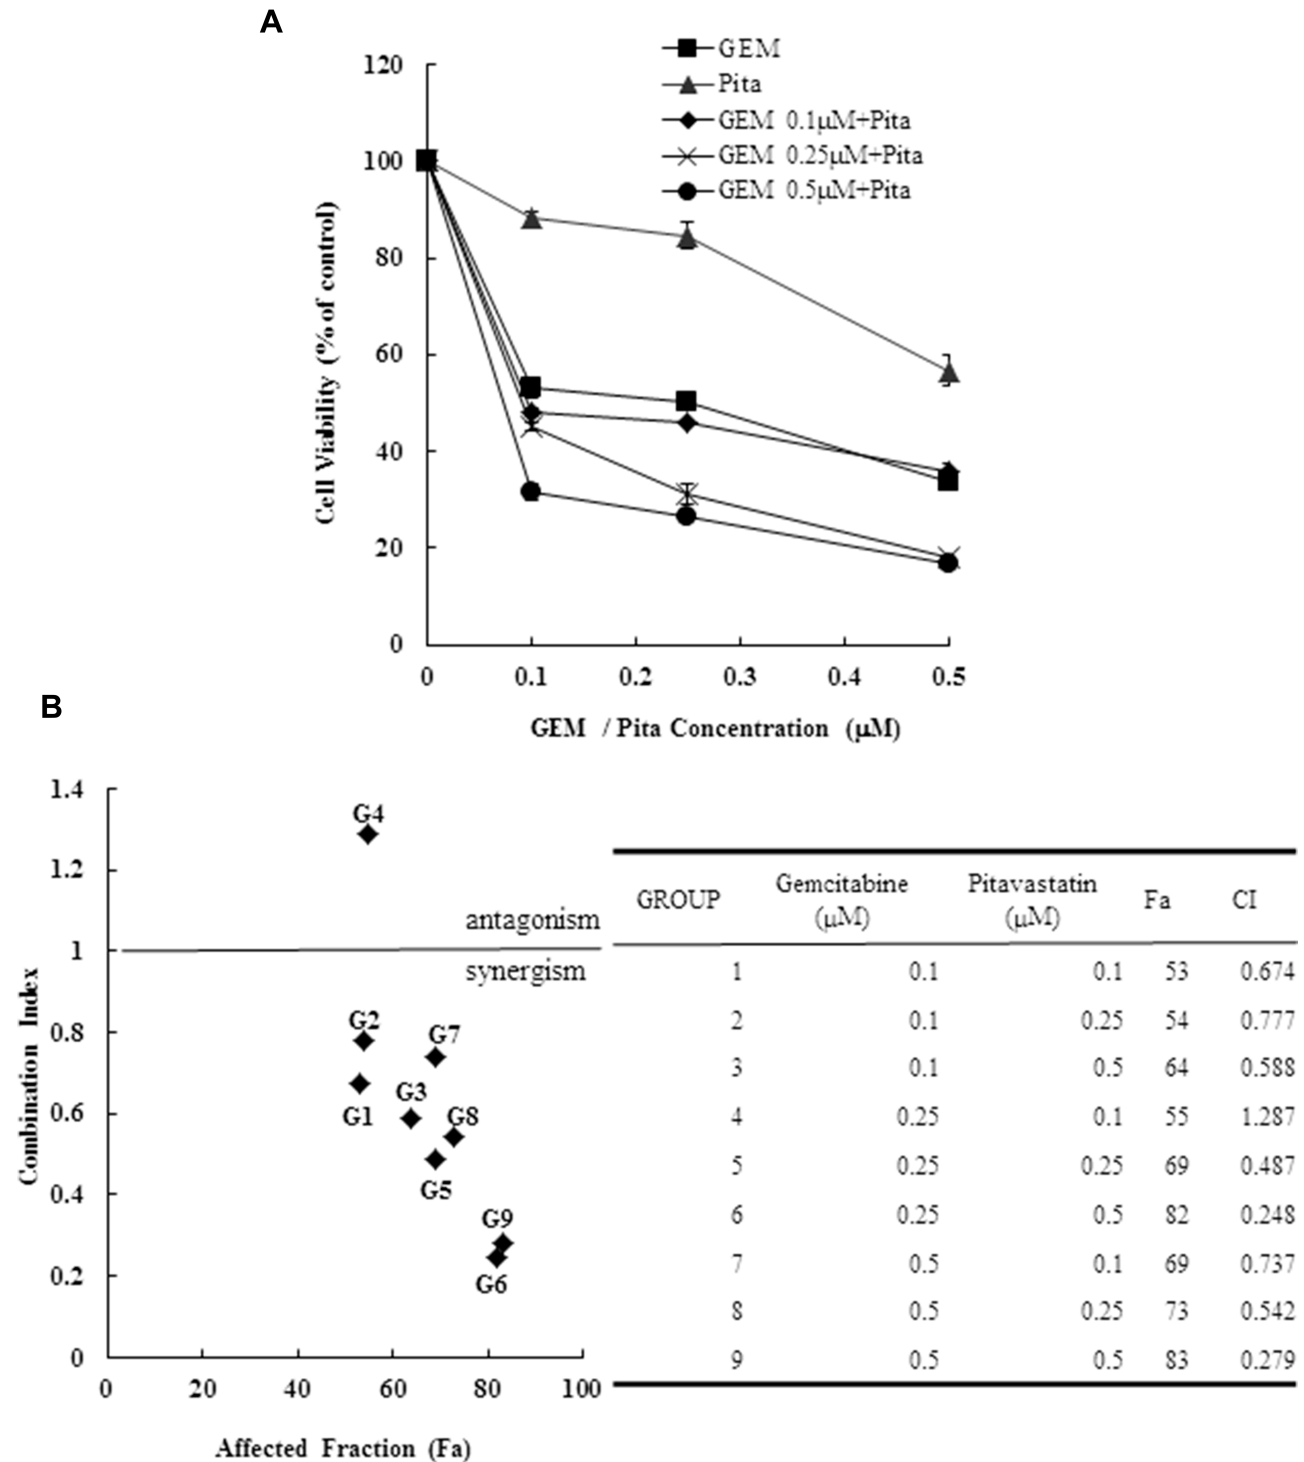 A
GEM
Pita
GEM 0.1μM+Pita
GEM 0.25μM+Pita
GEM 0.5μM+Pita
120
100
80
60
40
20
0
Cell Viability (% of control)
0 0.1 0.2 0.3 0.4 0.5
GEM / Pita Concentration (μM)
B
1.4
1.2
1
0.8
0.6
0.4
0.2
0
Combination Index
G4
antagonism
synergism
G2
G7
G3
G1
G8
G5
G9
G6
0 20 40 60 80 100
Affected Fraction (Fa)
GROUP Gemcitabine (μM) Pitavastatin (μM) Fa CI
1 0.1 0.1 53 0.674
2 0.1 0.25 54 0.777
3 0.1 0.5 64 0.588
4 0.25 0.1 55 1.287
5 0.25 0.25 69 0.487
6 0.25 0.5 82 0.248
7 0.5 0.1 69 0.737
8 0.5 0.25 73 0.542
9 0.5 0.5 83 0.279